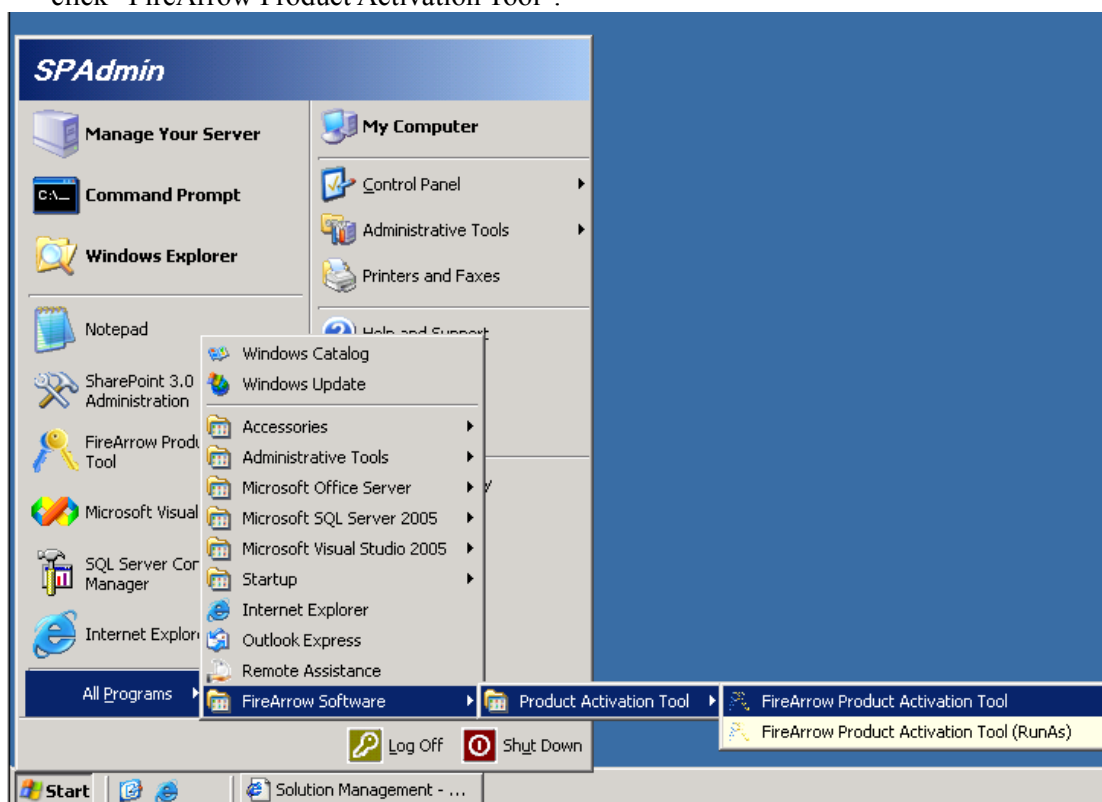 click "FireArrow Product Activation Tool".
SPAdmin
Manage Your Server
Command Prompt
Windows Explorer
Notepad
SharePoint 3.0
Administration
FireArrow Produ
Tool
Microsoft Visual
SQL Server Con
Manager
Internet Explor
All Programs
My Computer
Control Panel
Administrative Tools
Printers and Faxes
Help and Support
Windows Catalog
Windows Update
Accessories
Administrative Tools
Microsoft Office Server
Microsoft SQL Server 2005
Microsoft Visual Studio 2005
Startup
Internet Explorer
Outlook Express
Remote Assistance
FireArrow Software
Product Activation Tool
FireArrow Product Activation Tool
FireArrow Product Activation Tool (RunAs)
Log Off
Shut Down
Start
Solution Management - ...